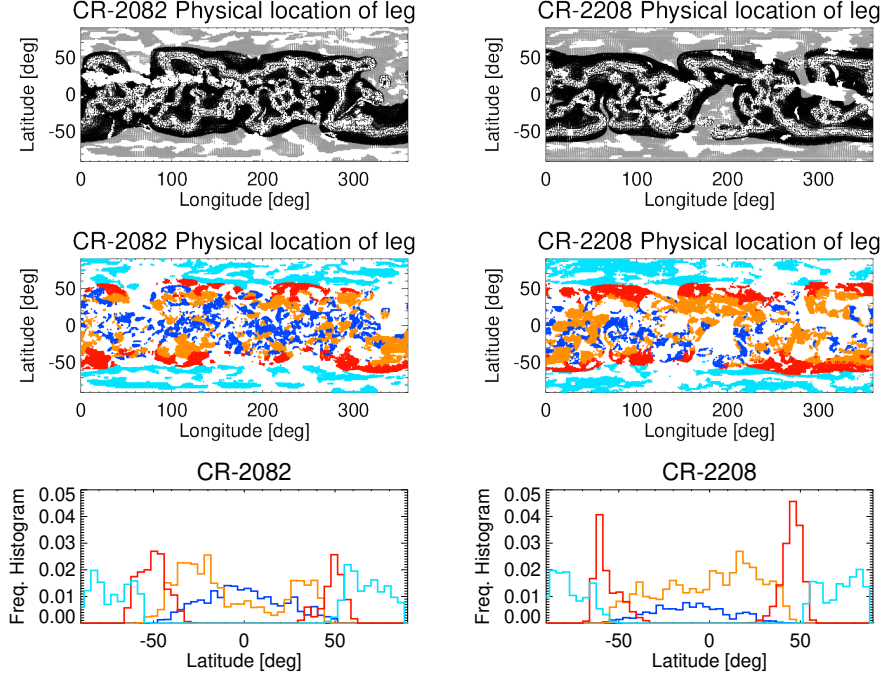 CR-2082 Physical location of leg
CR-2208 Physical location of leg
Latitude [deg]
50
0
-50
0
100
200
300
Longitude [deg]
Latitude [deg]
50
0
-50
0
100
200
300
Longitude [deg]
CR-2082 Physical location of leg
CR-2208 Physical location of leg
Latitude [deg]
50
0
-50
0
100
200
300
Longitude [deg]
Latitude [deg]
50
0
-50
0
100
200
300
Longitude [deg]
CR-2082
CR-2208
Freq. Histogram
0.05
0.04
0.03
0.02
0.01
0.00
-50
0
50
Latitude [deg]
Freq. Histogram
0.05
0.04
0.03
0.02
0.01
0.00
-50
0
50
Latitude [deg]